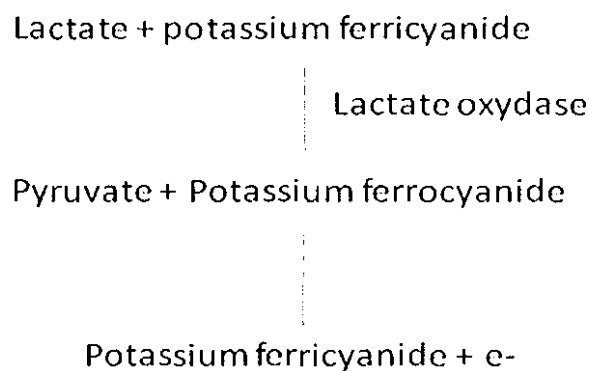 Lactate + potassium ferricyanide
Lactate oxydase
Pyruvate + Potassium ferrocyanide
Potassium ferricyanide + e-